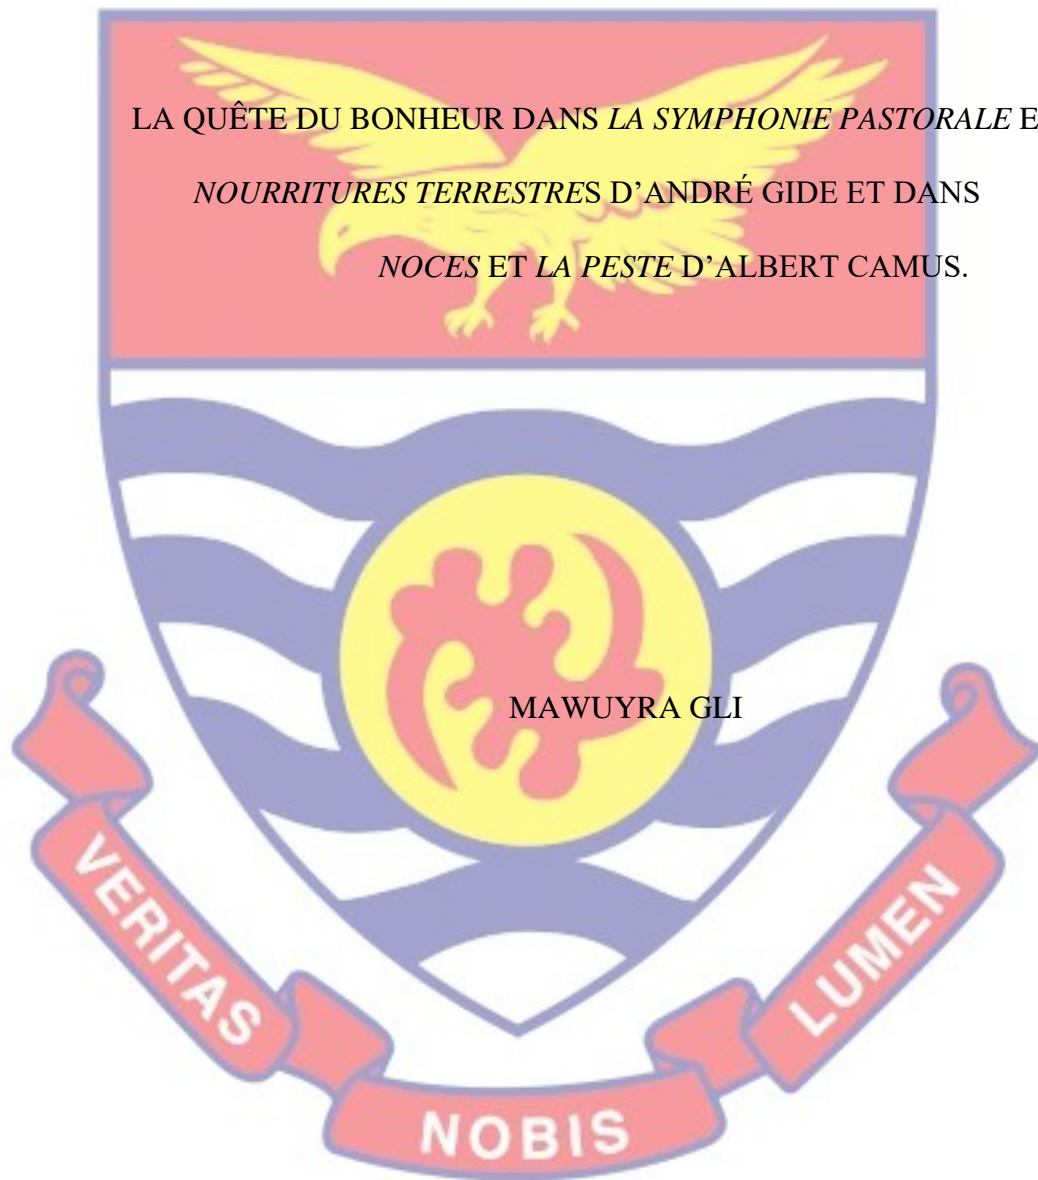 LA QUÊTE DU BONHEUR DANS LA SYMPHONIE PASTORALE E
NOURRITURES TERRESTRES D'ANDRÉ GIDE ET DANS
NOCES ET LA PESTE D'ALBERT CAMUS.
MAWUYRA GLI
VERITAS
NOBIS
LUMEN